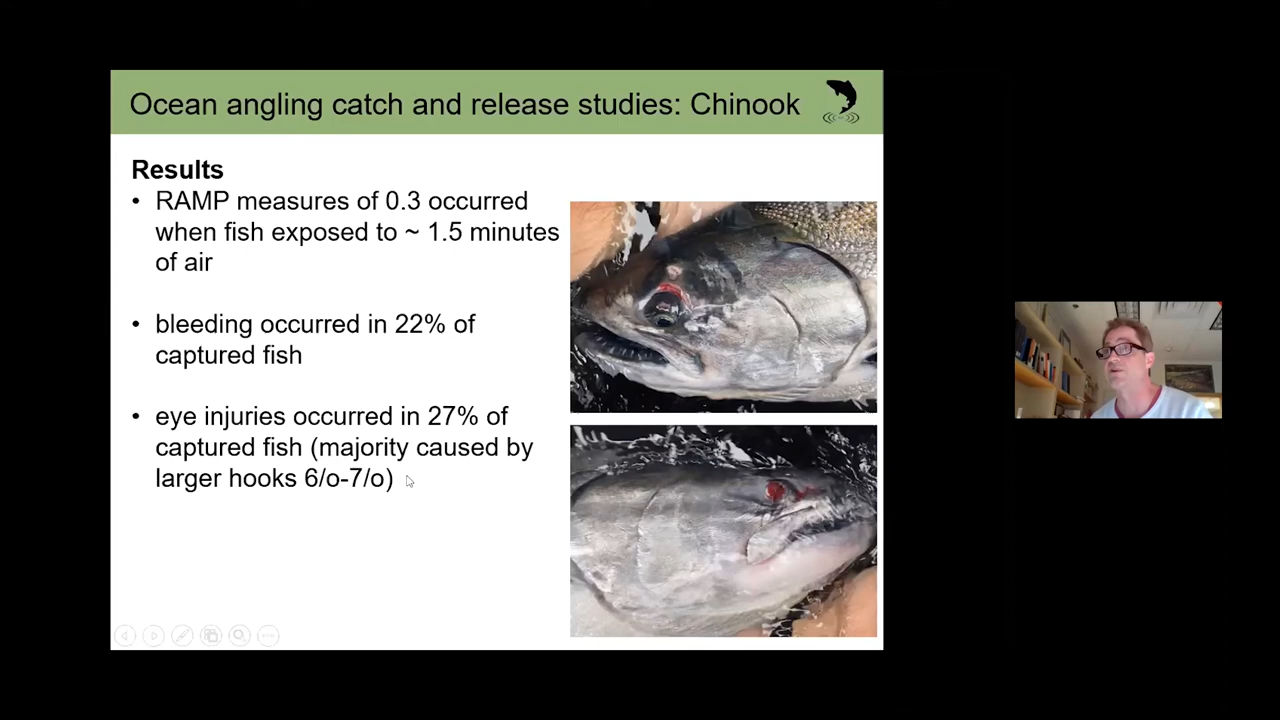 Ocean angling catch and release studies: Chinook
Results
• RAMP measures of 0.3 occurred
when fish exposed to ~ 1.5 minutes
of air
• bleeding occurred in 22% of
captured fish
• eye injuries occurred in 27% of
captured fish (majority caused by
larger hooks 6/o-7/o)